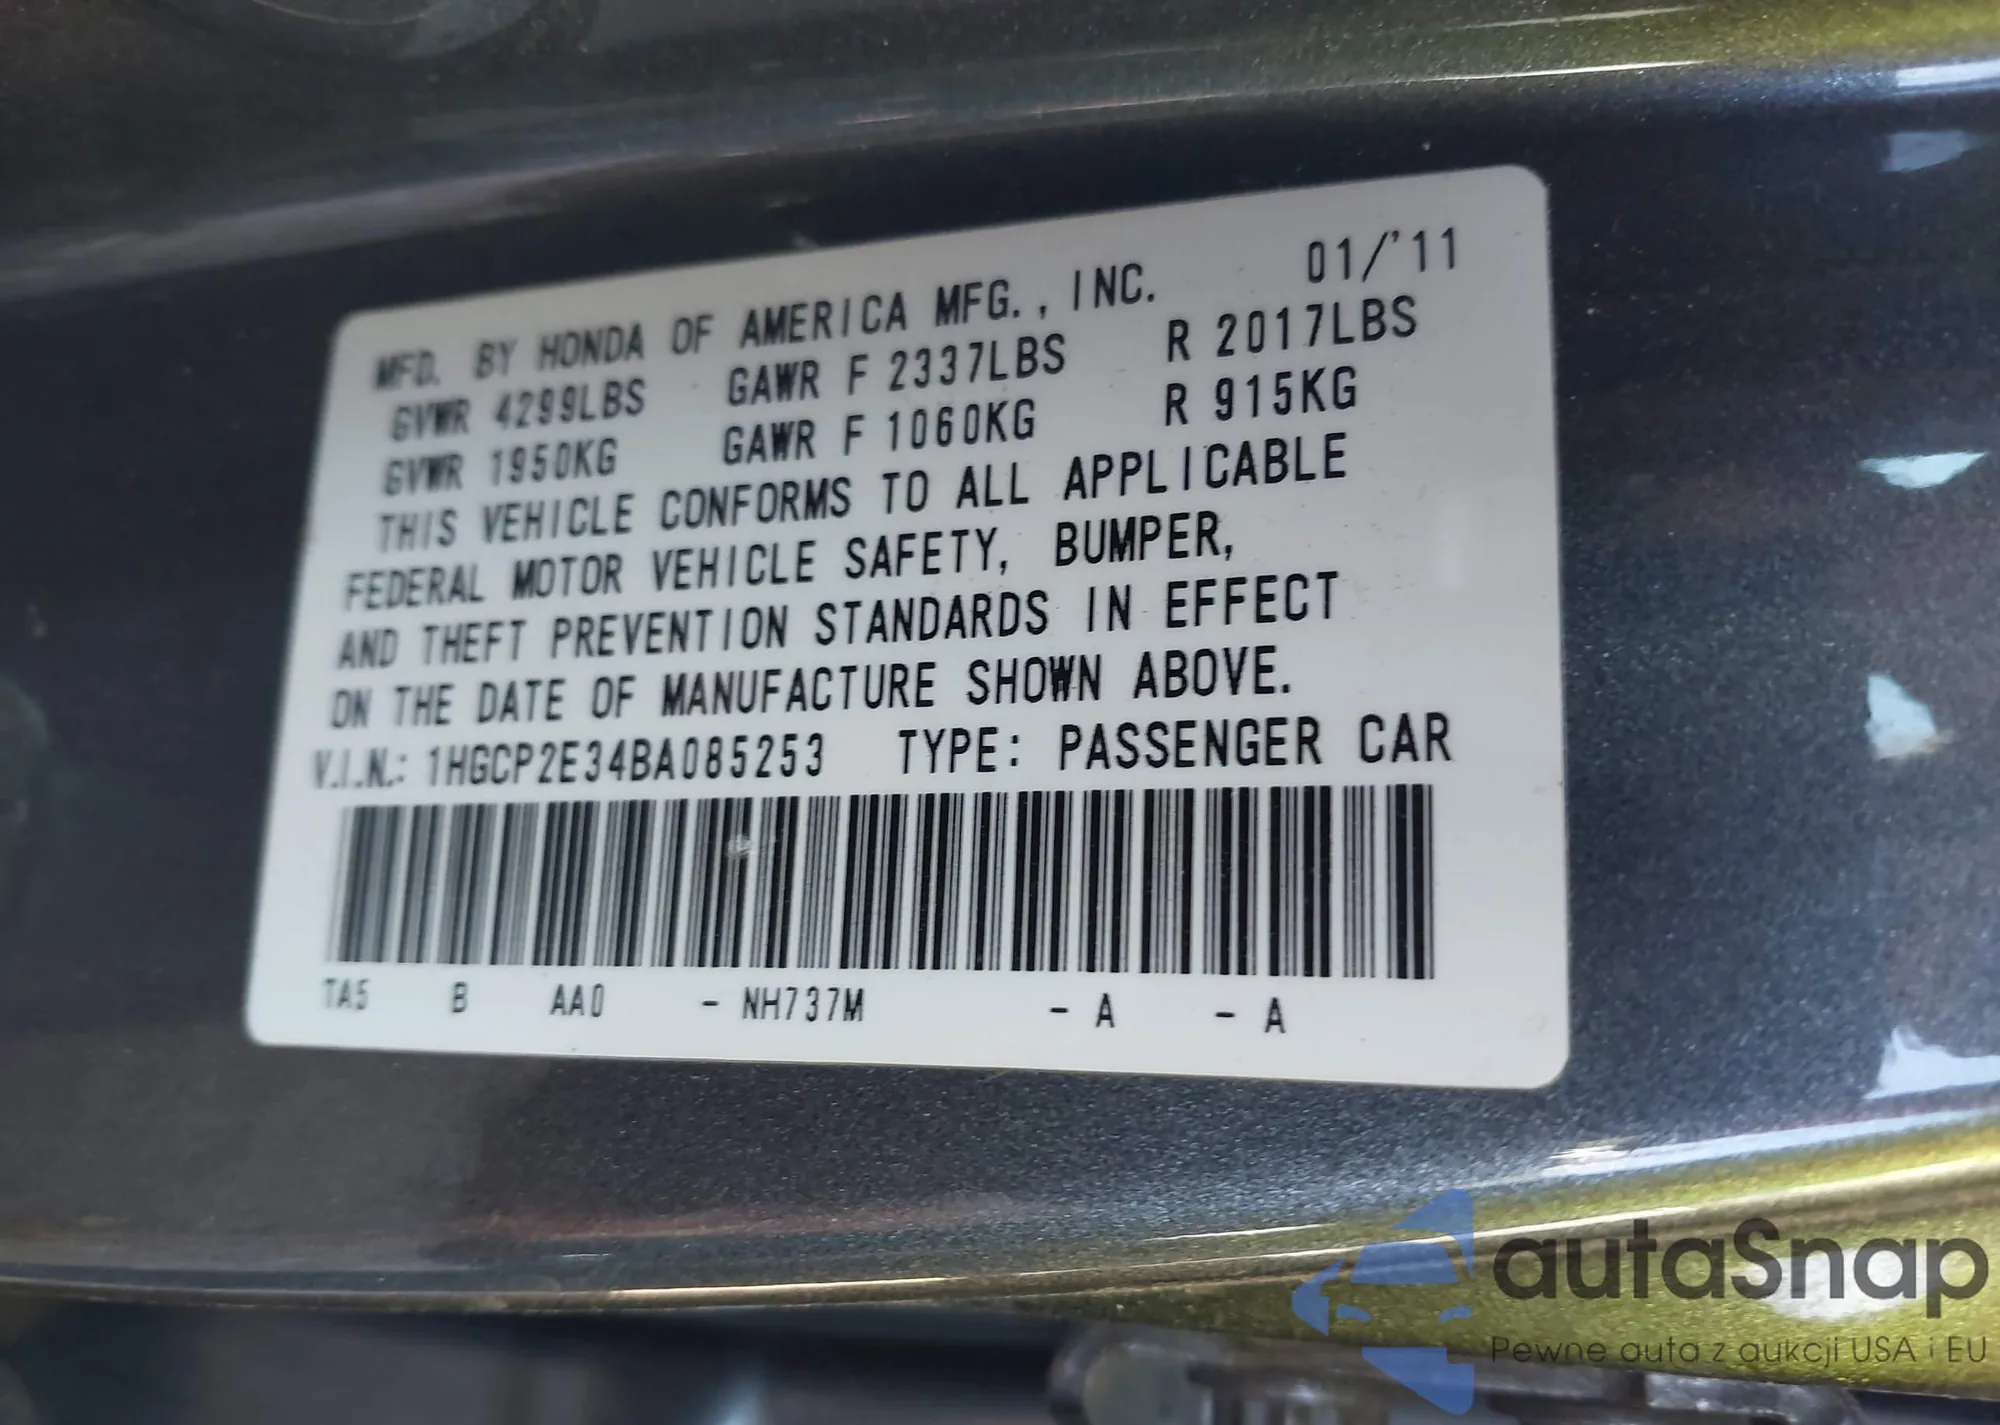 MFD. BY HONDA OF AMERICA MFG., INC. 01/'11
GVWR 4299LBS GAWR F 2337LBS R 2017LBS
GVWR 1950KG GAWR F 1060KG R 915KG
THIS VEHICLE CONFORMS TO ALL APPLICABLE
FEDERAL MOTOR VEHICLE SAFETY, BUMPER,
AND THEFT PREVENTION STANDARDS IN EFFECT
ON THE DATE OF MANUFACTURE SHOWN ABOVE.
V.I.N.: 1HGCP2E34BA085253 TYPE: PASSENGER CAR
TA5 B AA0 - NH737M - A - A
autaSnap
Pewne auta z aukcji USA i EU